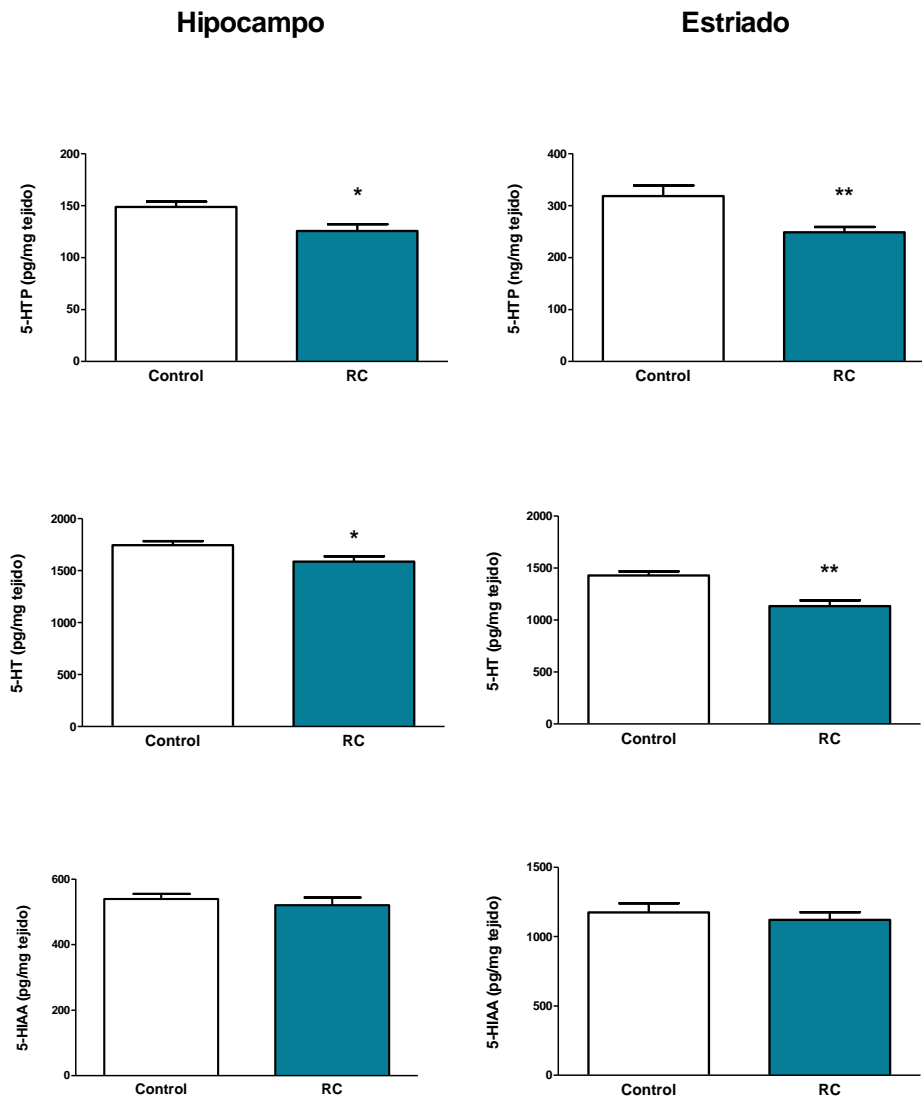 Hipocampo
Estriado
5-HTP (pg/mg tejido)
200
150
100
50
0
*
Control
RC
5-HTP (ng/mg tejido)
400
300
200
300
0
**
Control
RC
5-HT (pg/mg tejido)
2000
1500
1000
500
0
*
Control
RC
5-HT (pg/mg tejido)
2000
1500
1000
500
0
**
Control
RC
5-HIAA (pg/mg tejido)
600
400
200
0
Control
RC
5-HIAA (pg/mg tejido)
1500
1000
500
0
Control
RC